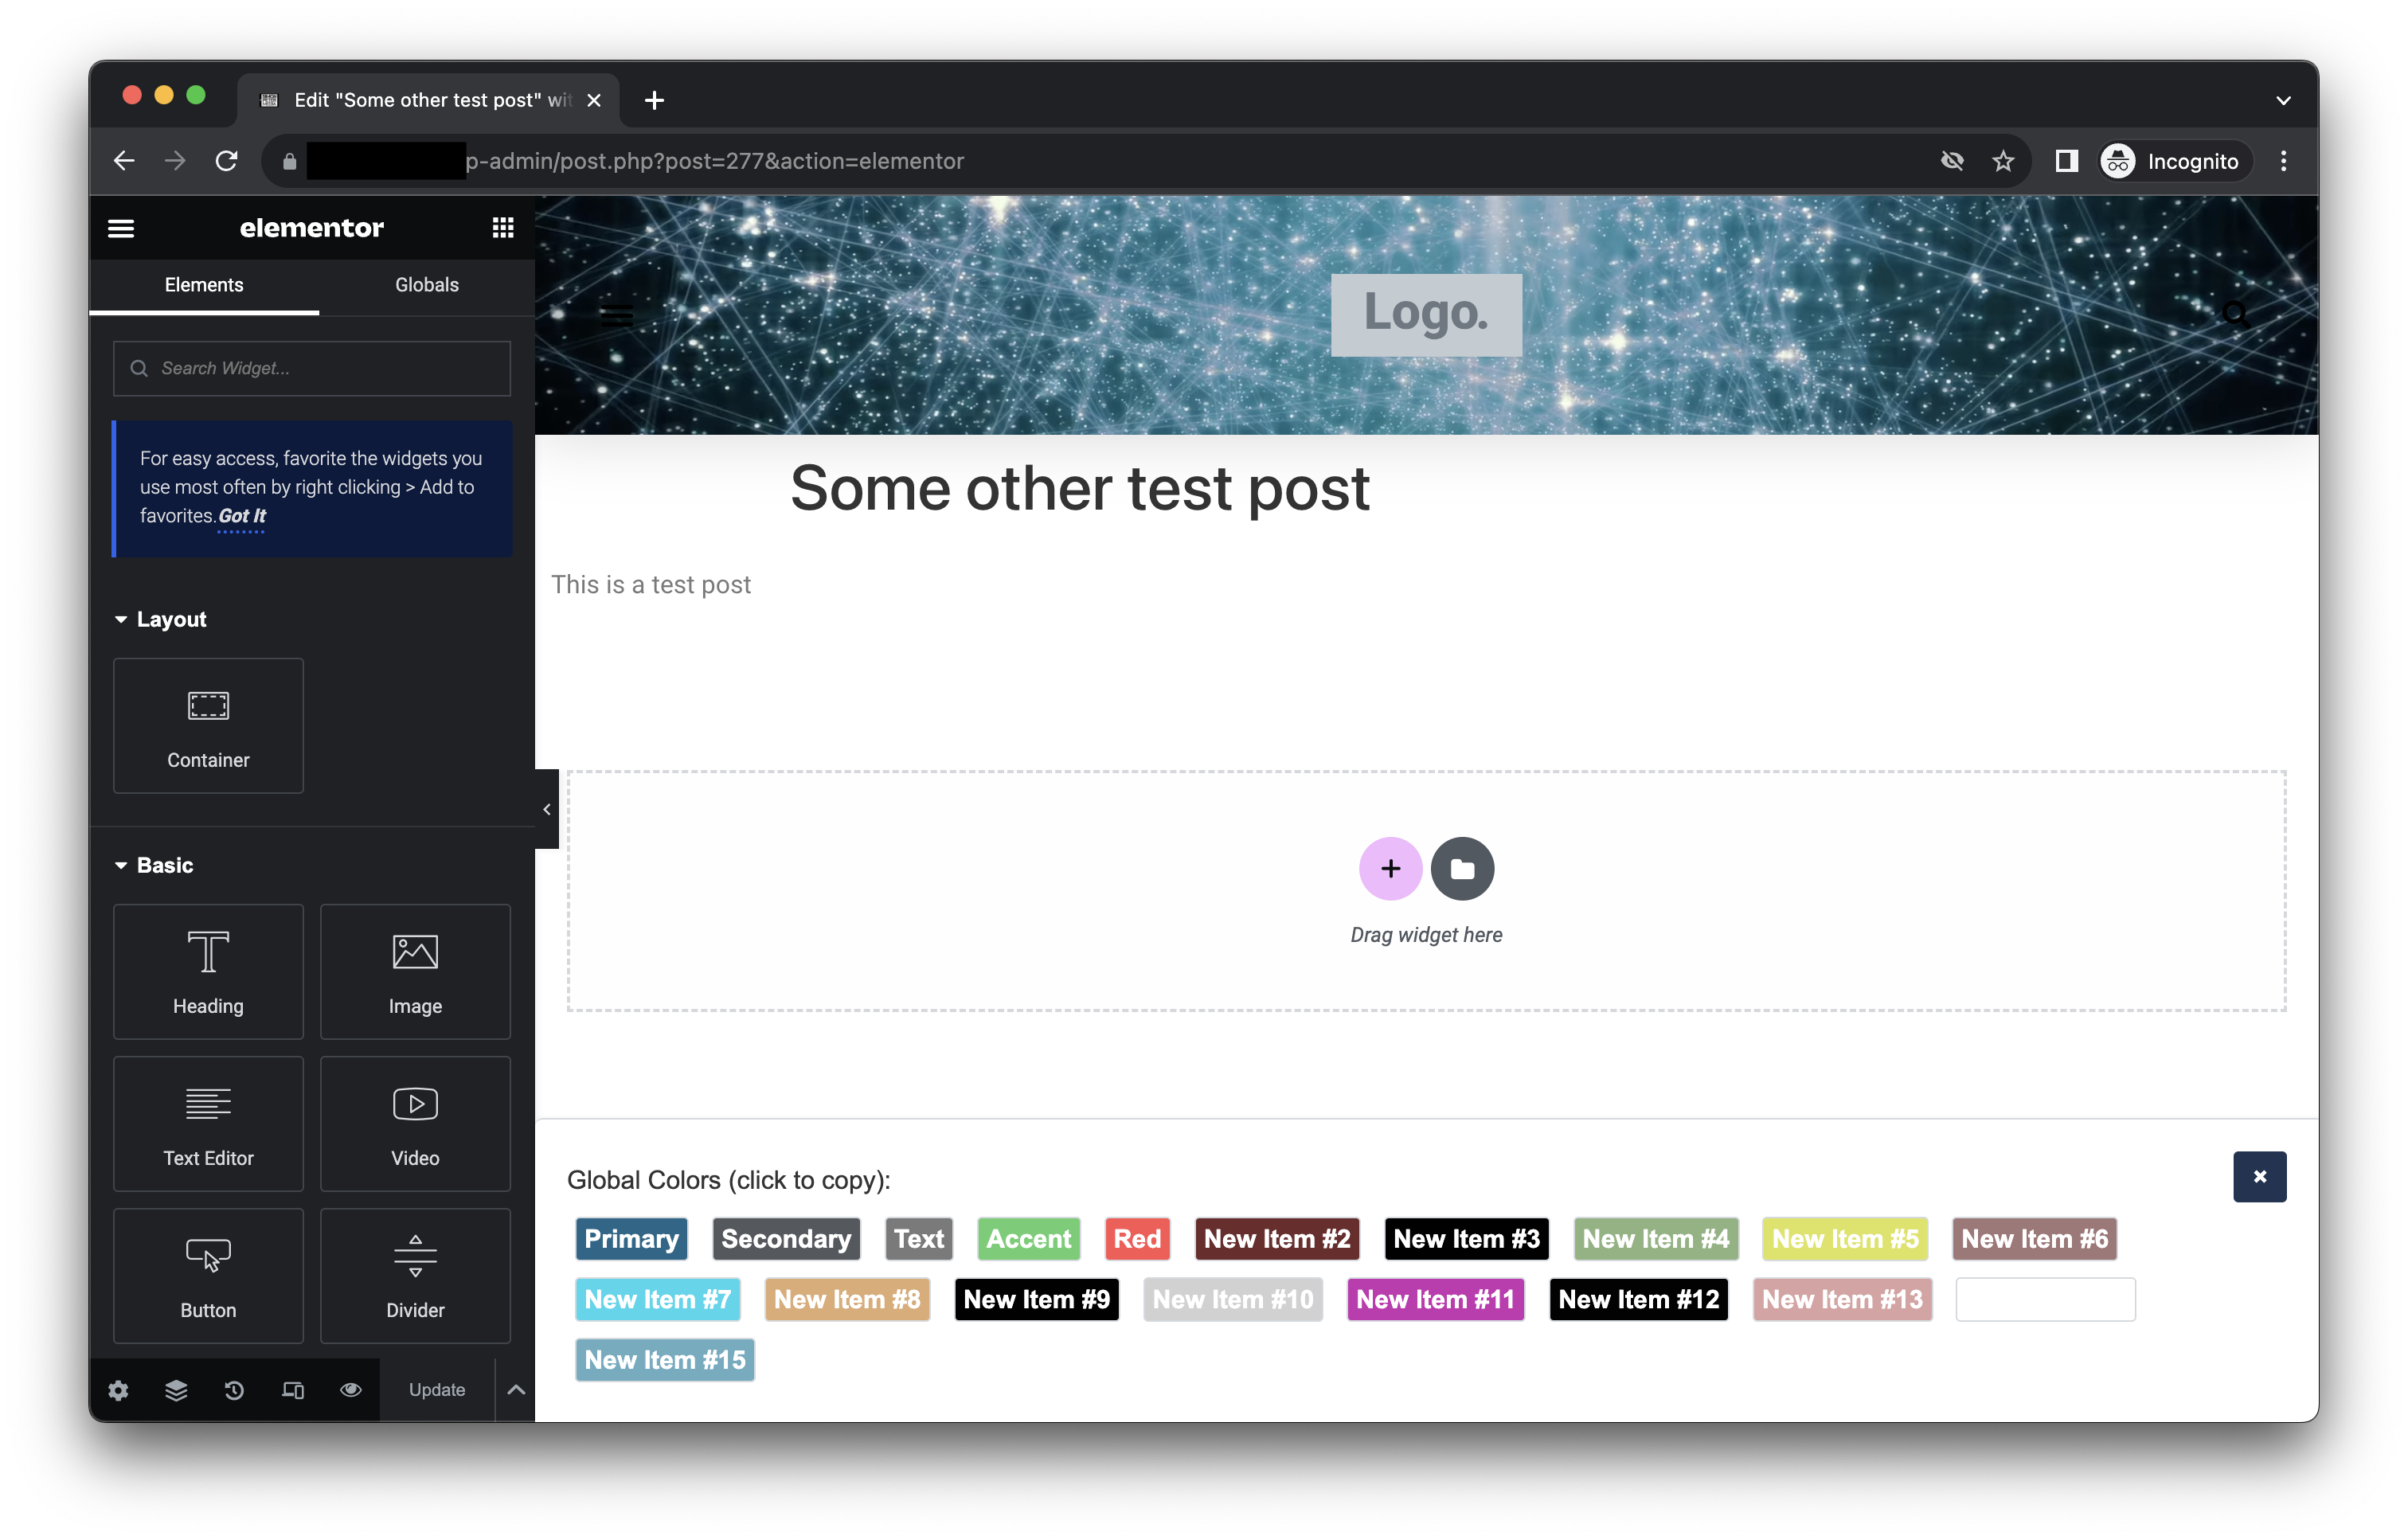 Edit "Some other test post" wit
p-admin/post.php?post=277&action=elementor
Incognito
elementor
Elements
Globals
Search Widget...
For easy access, favorite the widgets you
use most often by right clicking > Add to
favorites. Got It
Layout
Container
Basic
Heading
Image
Text Editor
Video
Button
Divider
Update
Logo.
Some other test post
This is a test post
Drag widget here
Global Colors (click to copy):
Primary Secondary Text Accent Red New Item #2 New Item #3 New Item #4 New Item #5 New Item #6
New Item #7 New Item #8 New Item #9 New Item #10 New Item #11 New Item #12 New Item #13
New Item #15